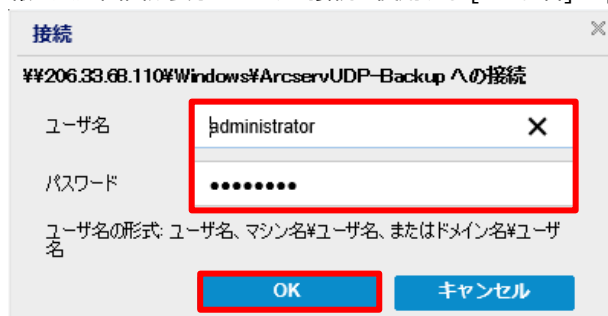 接続
¥¥206.33.68.110¥Windows¥ArcservUDP-Backup への接続
ユーザ名
administrator
パスワード
●●●●●●●●
ユーザ名の形式: ユーザ名、マシン名¥ユーザ名、またはドメイン名¥ユーザ
名
OK
キャンセル